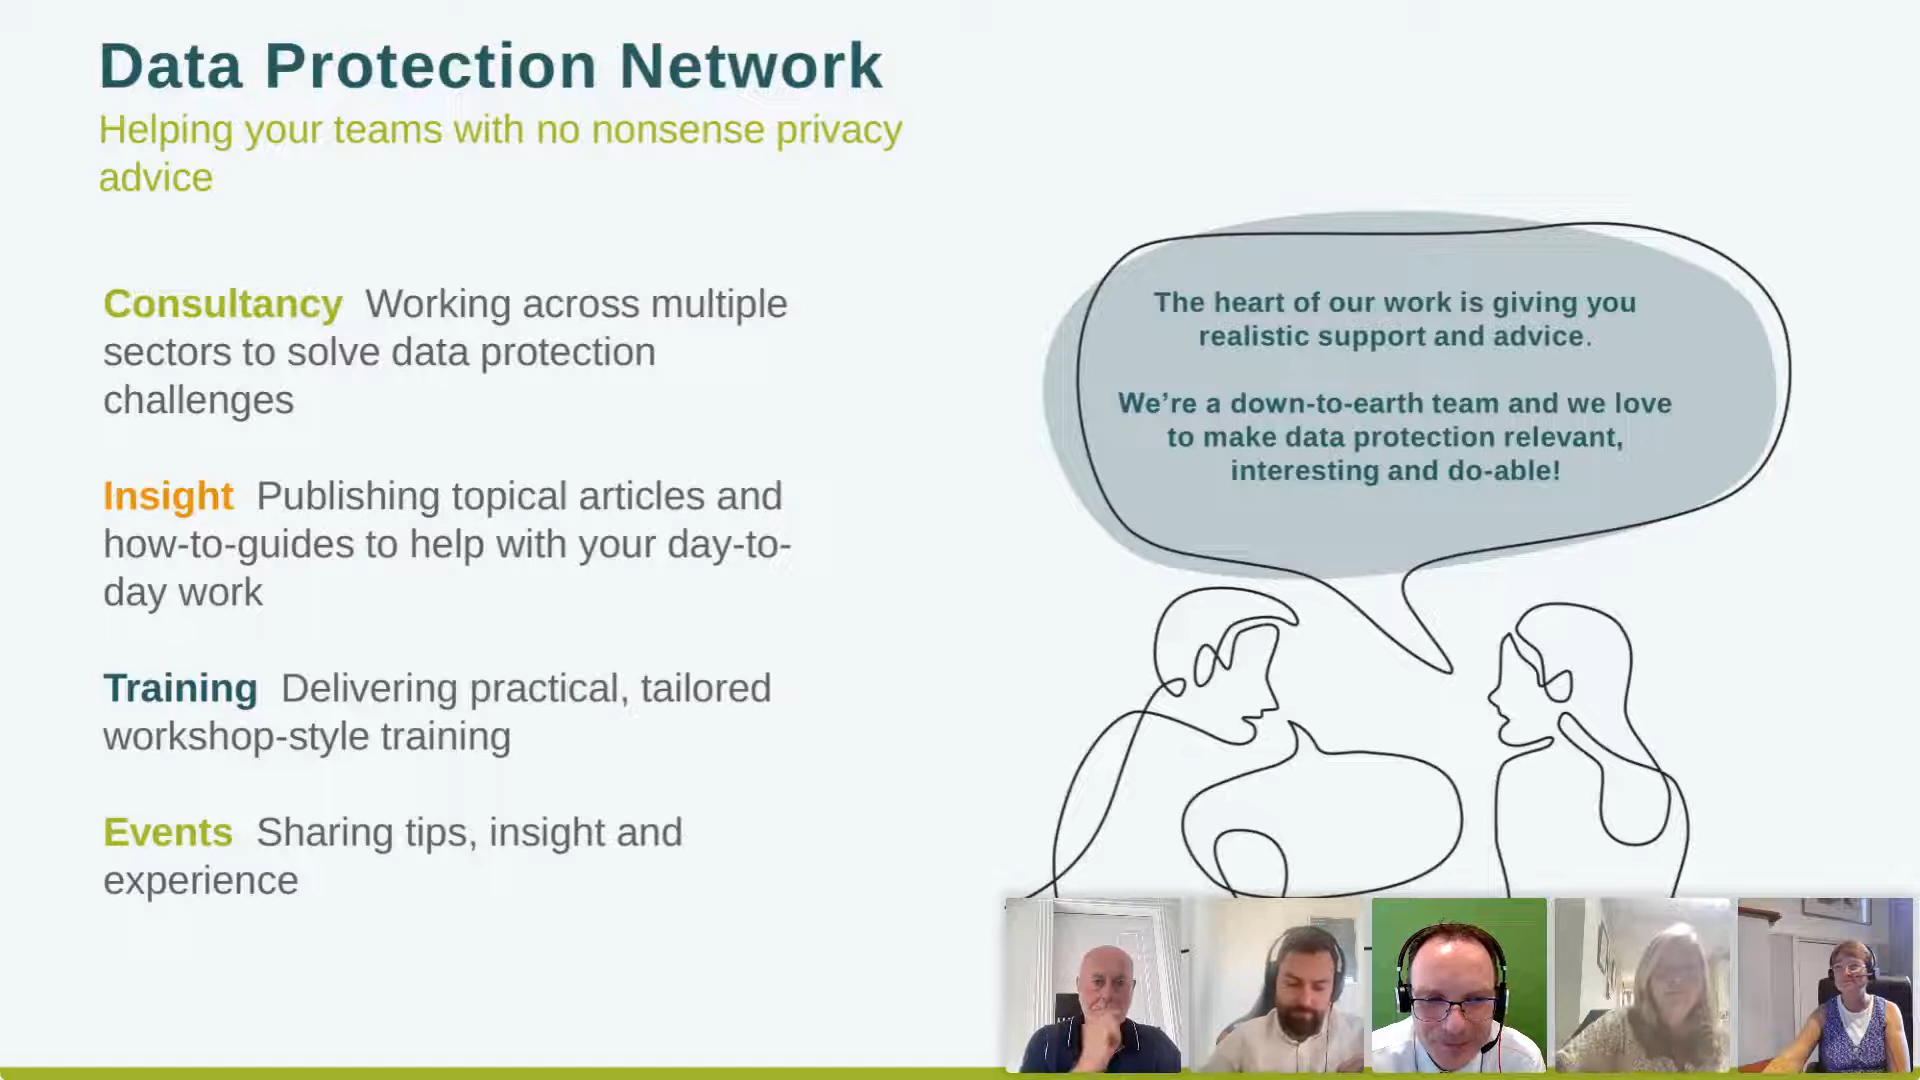 Data Protection Network
Helping your teams with no nonsense privacy
advice
Consultancy Working across multiple
sectors to solve data protection
challenges
Insight Publishing topical articles and
how-to-guides to help with your day-to-
day work
Training Delivering practical, tailored
workshop-style training
Events Sharing tips, insight and
experience
The heart of our work is giving you
realistic support and advice.
We’re a down-to-earth team and we love
to make data protection relevant,
interesting and do-able!